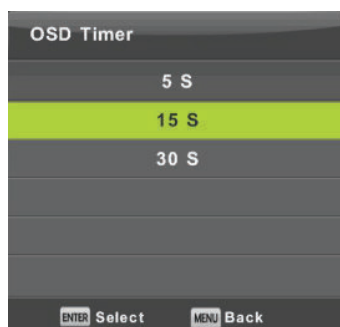 OSD Timer
5 S
15 S
30 S
ENTER Select MENU Back